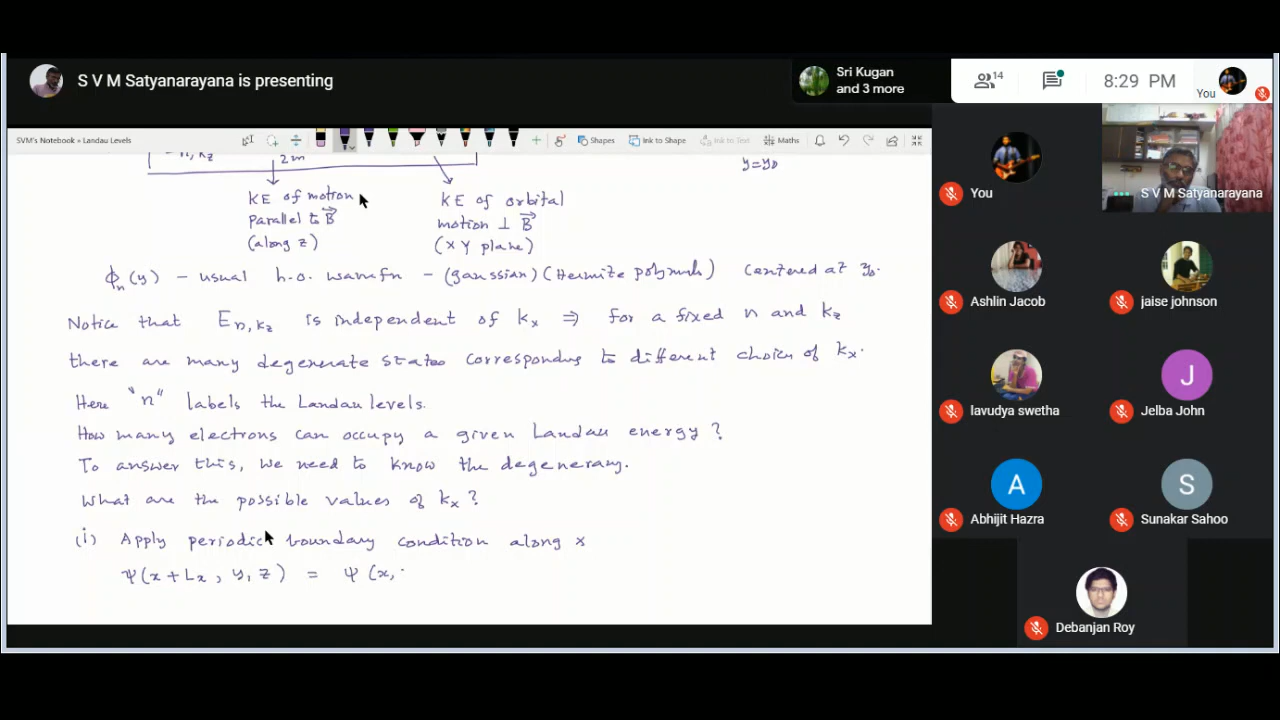 S V M Satyanarayana is presenting
Sri Kugan
and 3 more
14
8:29 PM
You
SVM's Notebook » Landau Levels
Shapes
Ink to Shape
Ink to Text
Maths
n, kz
2m
y=y0
KE of motion
parallel to B⃗
(along z)
KE of orbital
motion ⊥ B⃗
(XY plane)
ϕn(y) – usual h.o. wavefn – (gaussian)(Hermite polynomials) centered at y0.
Notice that En,kz is independent of kx ⇒ for a fixed n and kz
there are many degenerate states corresponding to different choice of kx.
Here "n" labels the Landau levels.
How many electrons can occupy a given Landau energy?
To answer this, we need to know the degeneracy.
What are the possible values of kx?
(i) Apply periodic boundary condition along x
Ψ(x+Lx, y, z) = Ψ(x,
You
S V M Satyanarayana
Ashlin Jacob
jaise johnson
lavudya swetha
J
Jelba John
A
Abhijit Hazra
S
Sunakar Sahoo
Debanjan Roy